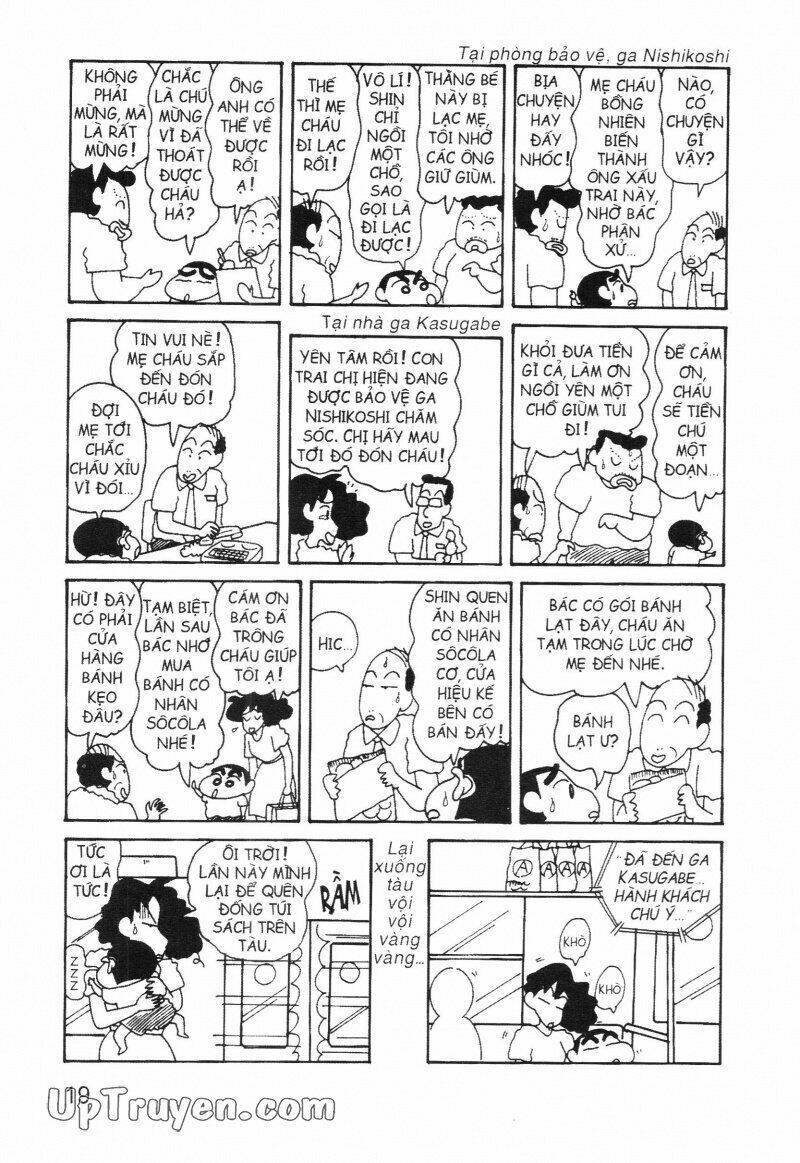 Tại phòng bảo vệ, ga Nishikoshi
NÀO,
CÓ
CHUYỆN
GÌ
VẬY?
MẸ CHÁU
BỖNG
NHIÊN
BIẾN
THÀNH
ÔNG XẤU
TRAI NÀY,
NHỜ BÁC
PHÂN
XỬ...
BỊA
CHUYỆN
HAY
ĐẤY
NHÓC!
THẰNG BÉ
NÀY BỊ
LẠC MẸ,
TÔI NHỜ
CÁC ÔNG
GIỮ GIÙM.
VÔ LÍ!
SHIN
CHỈ
NGỒI
MỘT
CHỖ,
SAO
GỌI LÀ
ĐI LẠC
ĐƯỢC!
THẾ
THÌ MẸ
CHÁU
ĐI LẠC
RỒI!
ÔNG
ANH CÓ
THỂ VỀ
ĐƯỢC
RỒI
Ạ!
CHẮC
LÀ CHÚ
MỪNG
VÌ ĐÃ
THOÁT
ĐƯỢC
CHÁU
HẢ?
KHÔNG
PHẢI
MỪNG, MÀ
LÀ RẤT
MỪNG!
ĐỂ CẢM
ƠN,
CHÁU
SẼ TIỄN
CHÚ
MỘT
ĐOẠN...
KHỎI ĐƯA TIỄN
GÌ CẢ, LÀM ƠN
NGỒI YÊN MỘT
CHỖ GIÙM TUI
ĐI!
Tại nhà ga Kasugabe
YÊN TÂM RỒI! CON
TRAI CHỊ HIỆN ĐANG
ĐƯỢC BẢO VỆ GA
NISHIKOSHI CHĂM
SÓC. CHỊ HÃY MAU
TỚI ĐÓ ĐÓN CHÁU!
TIN VUI NÈ!
MẸ CHÁU SẮP
ĐẾN ĐÓN
CHÁU ĐÓ!
ĐỢI
MẸ TỚI
CHẮC
CHÁU XỈU
VÌ ĐÓI...
BÁC CÓ GÓI BÁNH
LẠT ĐÂY, CHÁU ĂN
TẠM TRONG LÚC CHỜ
MẸ ĐẾN NHÉ.
BÁNH
LẠT Ư?
SHIN QUEN
ĂN BÁNH
CÓ NHÂN
SÔCÔLA
CƠ, CỬA
HIỆU KẾ
BÊN CÓ
BÁN ĐẤY!
HIC...
CÁM ƠN
BÁC ĐÃ
TRÔNG
CHÁU GIÚP
TÔI Ạ!
TẠM BIỆT,
LẦN SAU
BÁC NHỚ
MUA
BÁNH CÓ
NHÂN
SÔCÔLA
NHÉ!
HỪ! ĐÂY
CÓ PHẢI
CỬA
HÀNG
BÁNH
KẸO
ĐÂU?
"ĐÃ ĐẾN GA
KASUGABE...
HÀNH KHÁCH
CHÚ Ý..."
A A A A
KHÒ
KHÒ
Lại
xuống
tàu
vội
vội
vàng
vàng...
RẦM
ÔI TRỜI!
LẦN NÀY MÌNH
LẠI ĐỂ QUÊN
ĐỐNG TÚI
SÁCH TRÊN
TÀU.
TỨC
ƠI LÀ
TỨC!
Z
Z
Z
18
UpTruyen.com